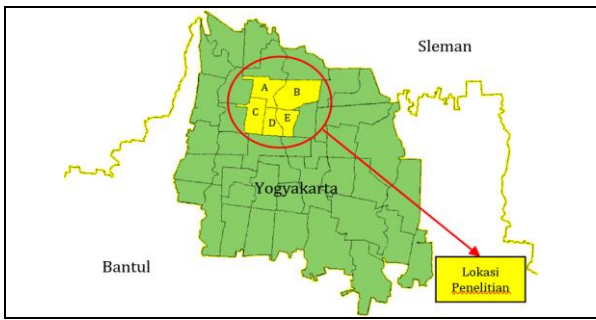 Sleman
A
B
C
D
E
Yogyakarta
Bantul
Lokasi
Penelitian